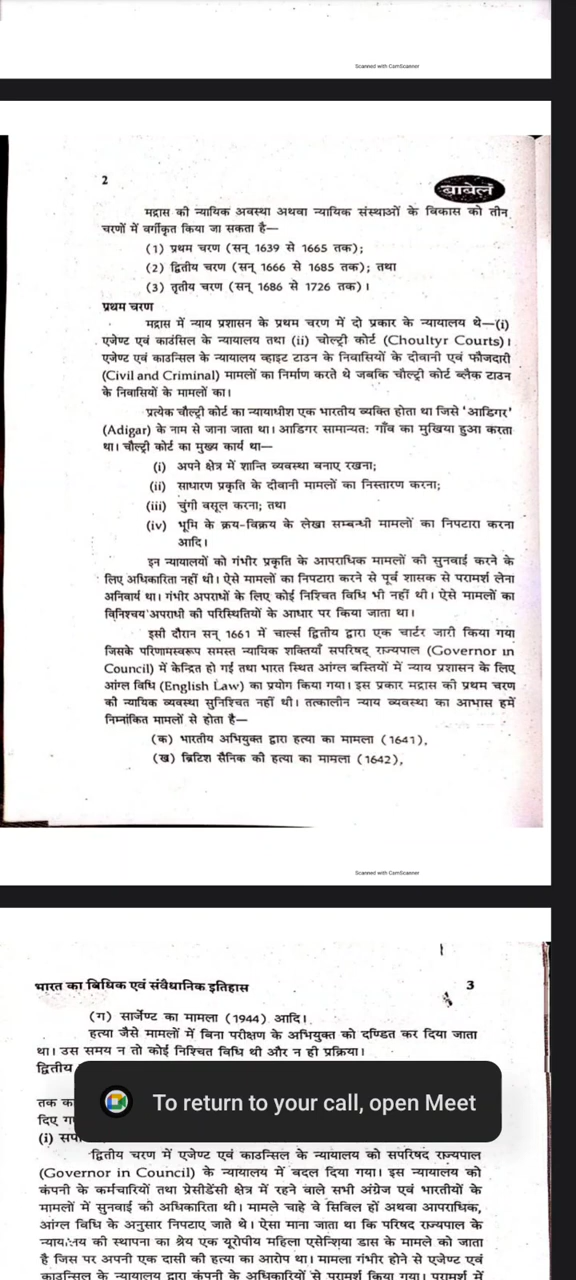 Scanned with CamScanner
2
बाबेल
मद्रास की न्यायिक अवस्था अथवा न्यायिक संस्थाओं के विकास को तीन
चरणों में वर्गीकृत किया जा सकता है—
(1) प्रथम चरण (सन् 1639 से 1665 तक);
(2) द्वितीय चरण (सन् 1666 से 1685 तक); तथा
(3) तृतीय चरण (सन् 1686 से 1726 तक)।
प्रथम चरण
मद्रास में न्याय प्रशासन के प्रथम चरण में दो प्रकार के न्यायालय थे—(i)
एजेण्ट एवं काउंसिल के न्यायालय तथा (ii) चोल्ट्री कोर्ट (Choultyr Courts)।
एजेण्ट एवं काउन्सिल के न्यायालय व्हाइट टाउन के निवासियों के दीवानी एवं फौजदारी
(Civil and Criminal) मामलों का निर्माण करते थे जबकि चौल्ट्री कोर्ट ब्लैक टाउन
के निवासियों के मामलों का।
प्रत्येक चौल्ट्री कोर्ट का न्यायाधीश एक भारतीय व्यक्ति होता था जिसे 'आडिगर'
(Adigar) के नाम से जाना जाता था। आडिगर सामान्यतः गाँव का मुखिया हुआ करता
था। चौल्ट्री कोर्ट का मुख्य कार्य था—
(i) अपने क्षेत्र में शान्ति व्यवस्था बनाए रखना;
(ii) साधारण प्रकृति के दीवानी मामलों का निस्तारण करना;
(iii) चुंगी वसूल करना; तथा
(iv) भूमि के क्रय-विक्रय के लेखा सम्बन्धी मामलों का निपटारा करना
आदि।
इन न्यायालयों को गंभीर प्रकृति के आपराधिक मामलों की सुनवाई करने के
लिए अधिकारिता नहीं थी। ऐसे मामलों का निपटारा करने से पूर्व शासक से परामर्श लेना
अनिवार्य था। गंभीर अपराधों के लिए कोई निश्चित विधि भी नहीं थी। ऐसे मामलों का
विनिश्चय अपराधी की परिस्थितियों के आधार पर किया जाता था।
इसी दौरान सन् 1661 में चार्ल्स द्वितीय द्वारा एक चार्टर जारी किया गया
जिसके परिणामस्वरूप समस्त न्यायिक शक्तियाँ सपरिषद् राज्यपाल (Governor in
Council) में केन्द्रित हो गई तथा भारत स्थित आंग्ल बस्तियों में न्याय प्रशासन के लिए
आंग्ल विधि (English Law) का प्रयोग किया गया। इस प्रकार मद्रास की प्रथम चरण
की न्यायिक व्यवस्था सुनिश्चित नहीं थी। तत्कालीन न्याय व्यवस्था का आभास हमें
निम्नांकित मामलों से होता है—
(क) भारतीय अभियुक्त द्वारा हत्या का मामला (1641),
(ख) ब्रिटिश सैनिक की हत्या का मामला (1642),
Scanned with CamScanner
भारत का विधिक एवं संवैधानिक इतिहास 3
(ग) सार्जेण्ट का मामला (1944) आदि।
हत्या जैसे मामलों में बिना परीक्षण के अभियुक्त को दण्डित कर दिया जाता
था। उस समय न तो कोई निश्चित विधि थी और न ही प्रक्रिया।
द्वितीय
To return to your call, open Meet
तक
दिए
(i)
द्वितीय चरण में एजेण्ट एवं काउन्सिल के न्यायालय को सपरिषद राज्यपाल
(Governor in Council) के न्यायालय में बदल दिया गया। इस न्यायालय को
कंपनी के कर्मचारियों तथा प्रेसीडेंसी क्षेत्र में रहने वाले सभी अंग्रेज एवं भारतीयों के
मामलों में सुनवाई की अधिकारिता थी। मामले चाहे वे सिविल हों अथवा आपराधिक,
आंग्ल विधि के अनुसार निपटाए जाते थे। ऐसा माना जाता था कि परिषद राज्यपाल के
न्यायालय की स्थापना का श्रेय एक यूरोपीय महिला एसेन्शिया डास के मामले को जाता
है जिस पर अपनी एक दासी की हत्या का आरोप था। मामला गंभीर होने से एजेण्ट एवं
काउन्सिल के न्यायालय द्वारा कंपनी के अधिकारियों से परामर्श किया गया। परामर्श में